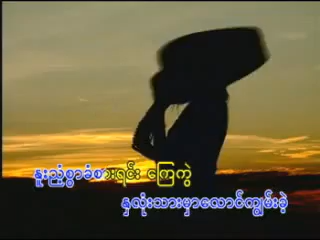 နူးညံ့စွာခံစားရင်း ကြေကွဲ
နှလုံးသားမှာလောင်ကျွမ်းခဲ့